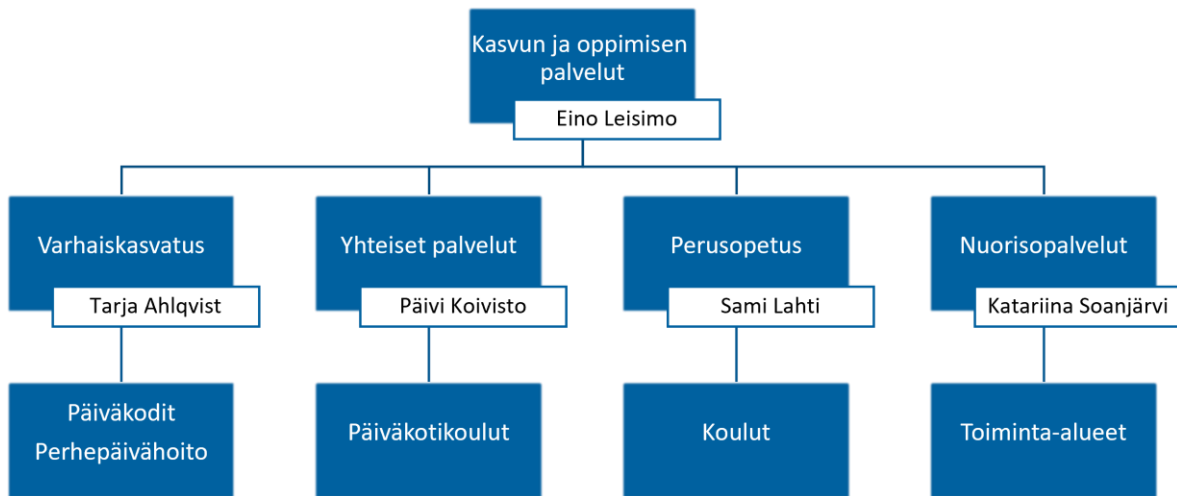 Kasvun ja oppimisen
palvelut
Eino Leisimo
Varhaiskasvatus
Tarja Ahlqvist
Yhteiset palvelut
Päivi Koivisto
Perusopetus
Sami Lahti
Nuorisopalvelut
Katariina Soanjärvi
Päiväkodit
Perhepäivähoito
Päiväkotikoulut
Koulut
Toiminta-alueet